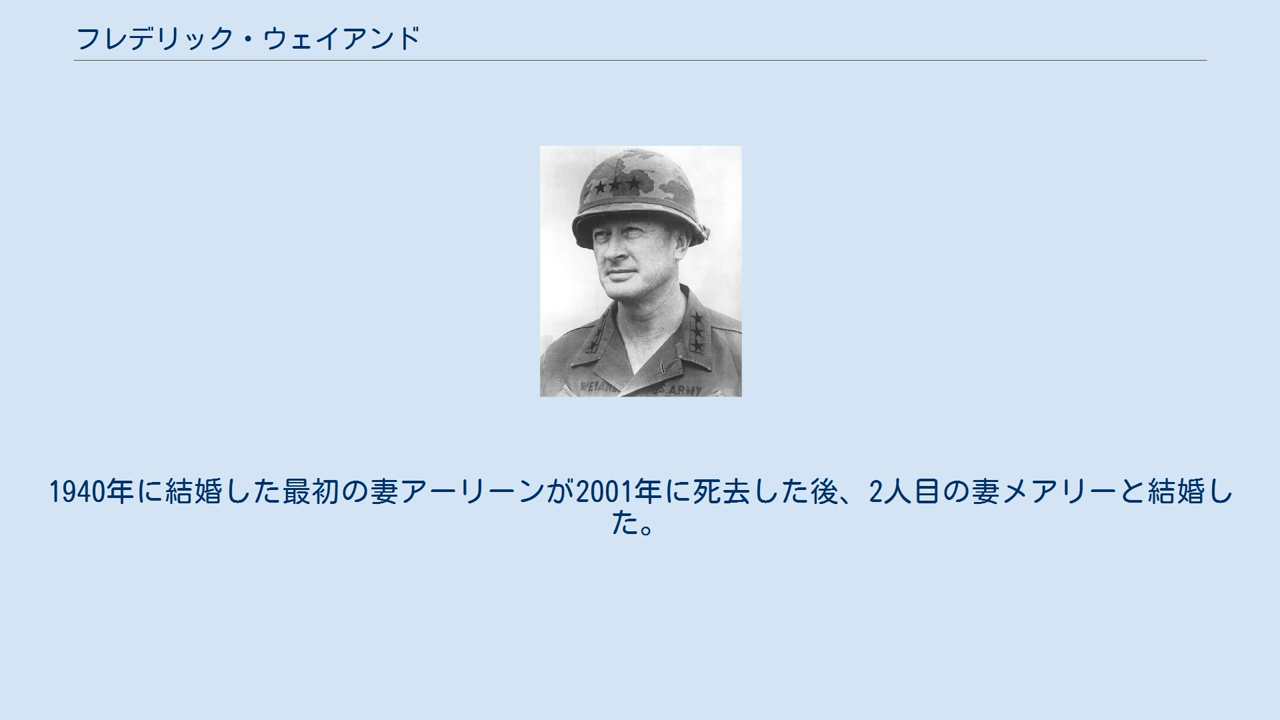 フレデリック・ウェイアンド
WEYAND
US ARMY
1940年に結婚した最初の妻アーリーンが2001年に死去した後、2人目の妻メアリーと結婚し
た。